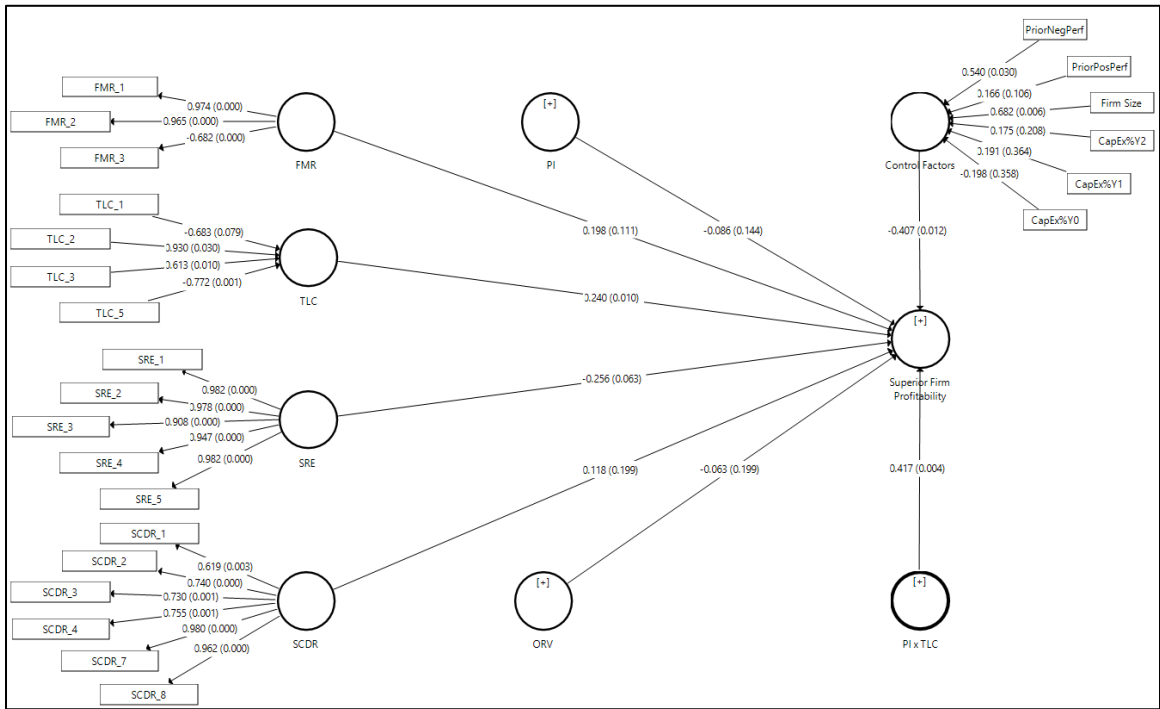 FMR_1
FMR_2
FMR_3
0.974 (0.000)
0.965 (0.000)
-0.682 (0.000)
FMR
TLC_1
TLC_2
TLC_3
TLC_5
-0.683 (0.079)
0.930 (0.030)
0.613 (0.010)
-0.772 (0.001)
TLC
SRE_1
SRE_2
SRE_3
SRE_4
SRE_5
0.982 (0.000)
0.978 (0.000)
0.908 (0.000)
0.947 (0.000)
0.982 (0.000)
SRE
SCDR_1
SCDR_2
SCDR_3
SCDR_4
SCDR_7
SCDR_8
0.619 (0.003)
0.740 (0.000)
0.730 (0.001)
0.755 (0.001)
0.980 (0.000)
0.962 (0.000)
SCDR
[+]
PI
0.198 (0.111)
-0.086 (0.144)
0.240 (0.010)
-0.256 (0.063)
0.118 (0.199)
-0.063 (0.199)
[+]
ORV
PriorNegPerf
PriorPosPerf
Firm Size
CapEx%Y2
CapEx%Y1
CapEx%Y0
0.540 (0.030)
0.166 (0.106)
0.682 (0.006)
0.175 (0.208)
0.191 (0.364)
-0.198 (0.358)
Control Factors
-0.407 (0.012)
[+]
Superior Firm
Profitability
0.417 (0.004)
[+]
PI x TLC